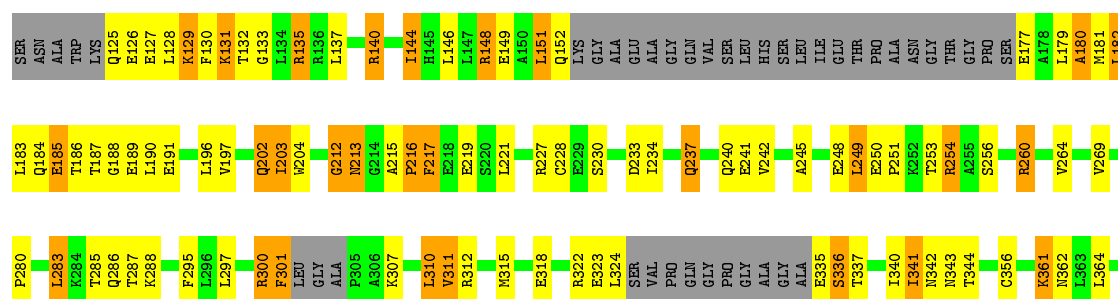 SER ASN ALA TRP LYS Q125 E126 E127 L128 K129 F130 K131 T132 G133 L134 R135 R136 L137 R140 I144 H145 L146 L147 R148 E149 A150 L151 Q152 LYS GLY ALA GLU ALA ALA GLY GLN VAL SER LEU HIS SER LEU ILE GLU THR PRO ALA ASN GLY THR GLY PRO SER E177 A178 L179 A180 M181 L182
L183 Q184 E185 T186 T187 G188 E189 L190 E191 L196 V197 Q202 I203 W204 G212 N213 G214 A215 P216 F217 E218 E219 S220 L221 R227 C228 E229 S230 D233 I234 Q237 Q240 E241 V242 A245 E248 L249 E250 P251 K252 T253 R254 A255 S256 R260 V264 V269
P280 L283 K284 T285 Q286 T287 K288 F295 L296 L297 R300 F301 LEU GLY ALA P305 A306 K307 L310 V311 R312 M315 E318 R322 E323 L324 SER VAL PRO GLN GLY PRO GLY ALA GLY ALA E335 S336 T337 I340 I341 N342 N343 T344 C356 K361 N362 L363 L364